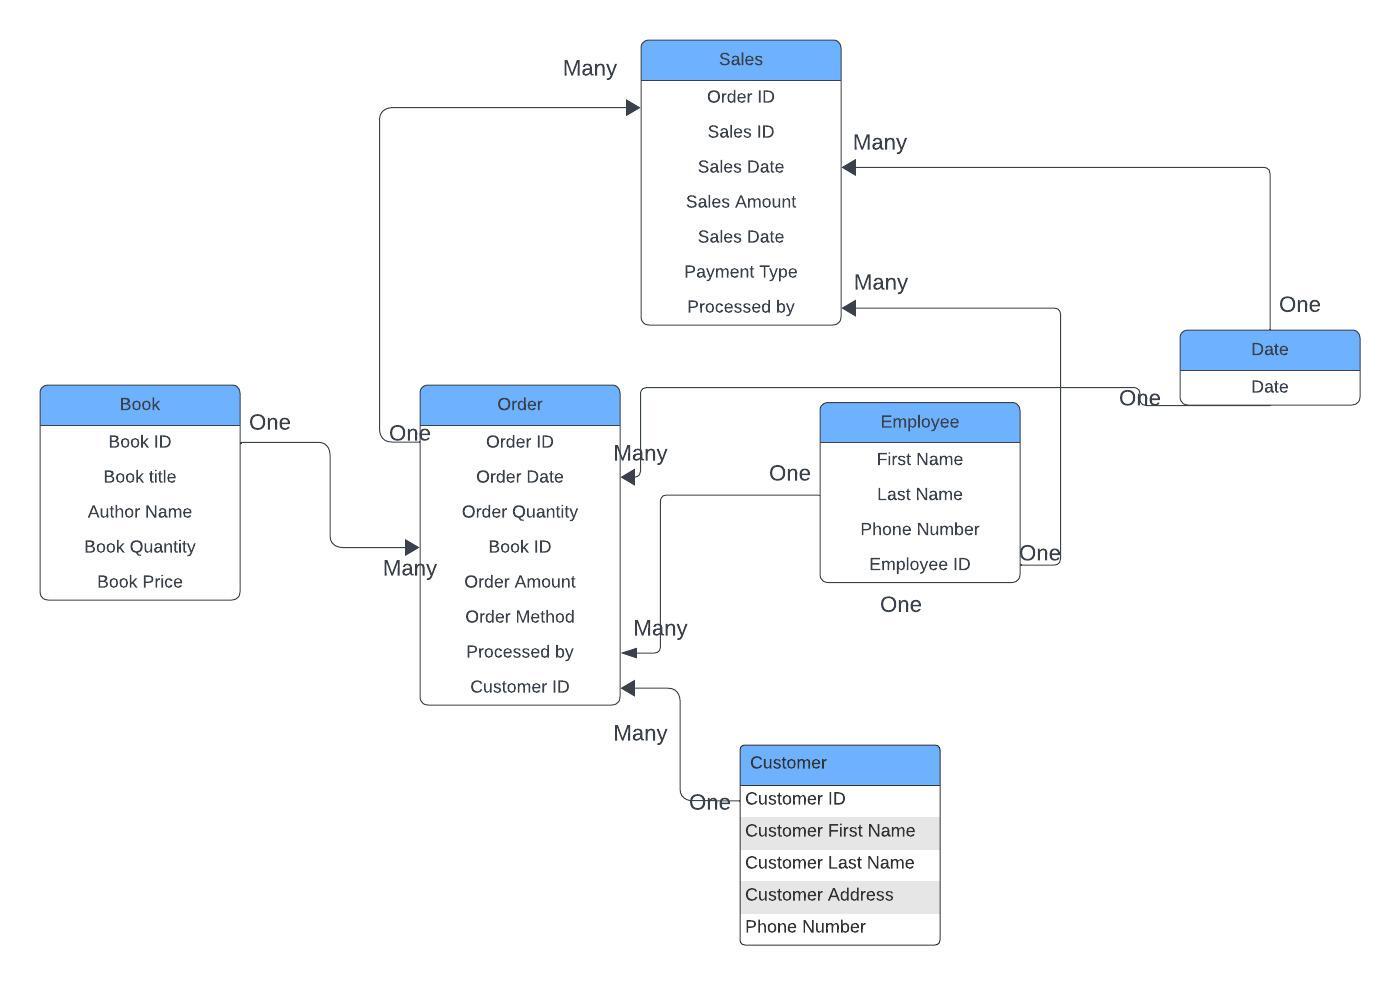 Many
Sales
Order ID
Sales ID
Sales Date
Sales Amount
Sales Date
Payment Type
Processed by
Many
Many
One
Date
Date
One
Book
Book ID
Book title
Author Name
Book Quantity
Book Price
One
Many
Order
One
Order ID
Order Date
Order Quantity
Book ID
Order Amount
Order Method
Processed by
Customer ID
Many
One
Many
Employee
First Name
Last Name
Phone Number
Employee ID
One
One
Many
One
Customer
Customer ID
Customer First Name
Customer Last Name
Customer Address
Phone Number